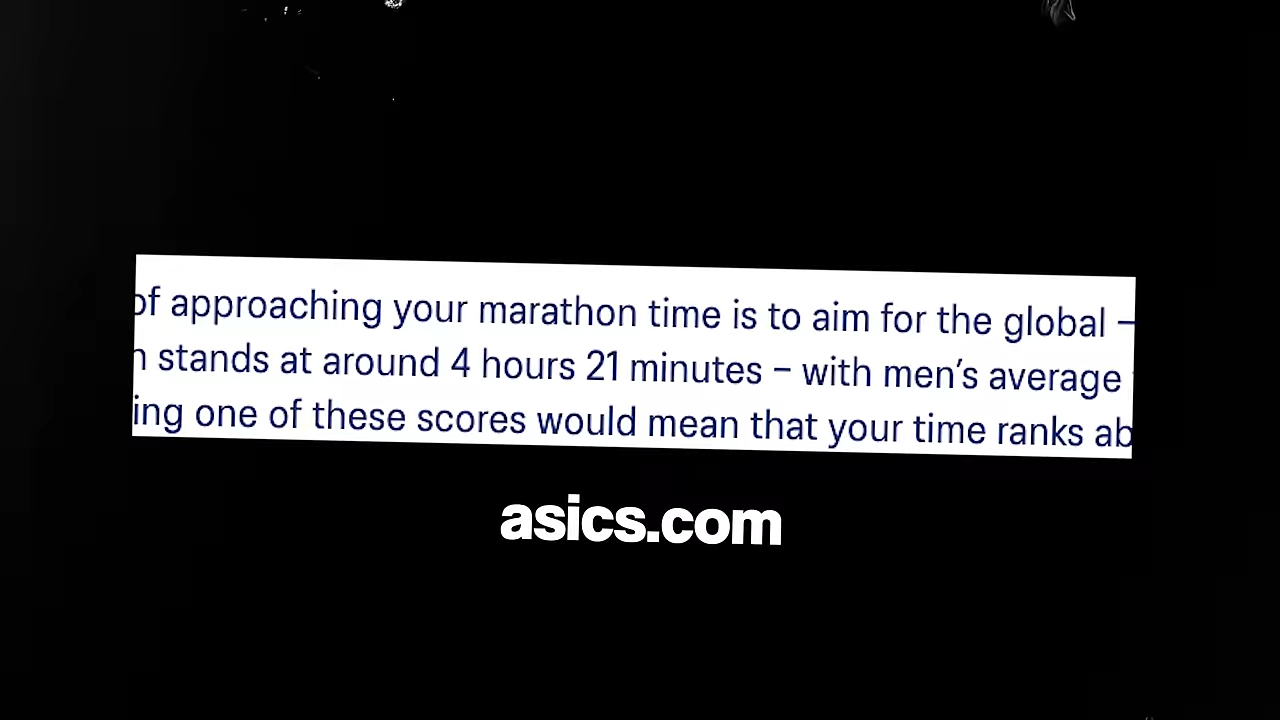 of approaching your marathon time is to aim for the global –
stands at around 4 hours 21 minutes – with men’s average
one of these scores would mean that your time ranks
asics.com